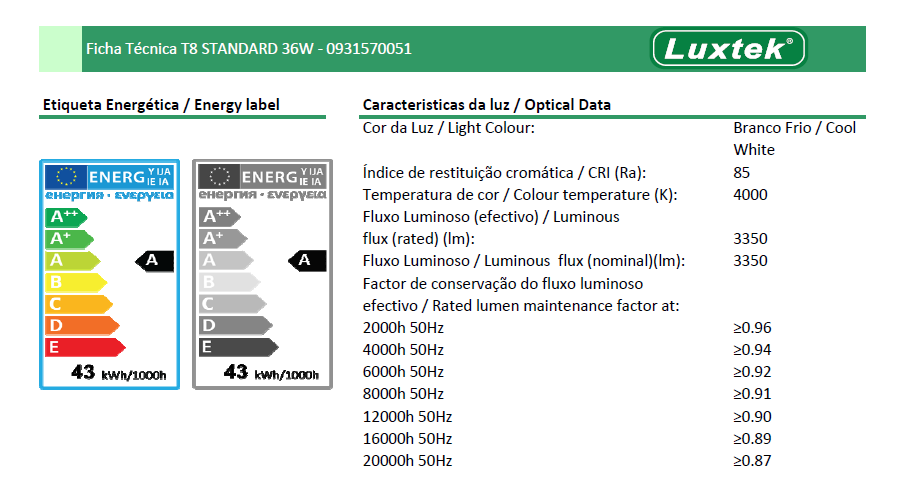 Ficha Técnica T8 STANDARD 36W - 0931570051
Luxtek®
Etiqueta Energética / Energy label
ENERG Y IJA
IE IA
енергия · ενεργεια
A++
A+
A
A
B
C
D
E
43 kWh/1000h
ENERG Y IJA
IE IA
енергия · ενεργεια
A++
A+
A
A
B
C
D
E
43 kWh/1000h
Caracteristicas da luz / Optical Data
Cor da Luz / Light Colour: Branco Frio / Cool
White
Índice de restituição cromática / CRI (Ra): 85
Temperatura de cor / Colour temperature (K): 4000
Fluxo Luminoso (efectivo) / Luminous
flux (rated) (lm): 3350
Fluxo Luminoso / Luminous flux (nominal)(lm): 3350
Factor de conservação do fluxo luminoso
efectivo / Rated lumen maintenance factor at:
2000h 50Hz ≥0.96
4000h 50Hz ≥0.94
6000h 50Hz ≥0.92
8000h 50Hz ≥0.91
12000h 50Hz ≥0.90
16000h 50Hz ≥0.89
20000h 50Hz ≥0.87